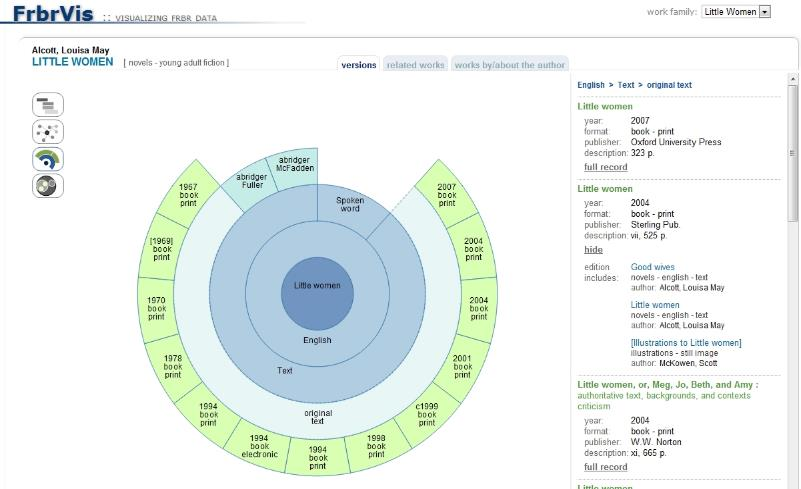 FrbrVis :: VISUALIZING FRBR DATA
work family: Little Women
Alcott, Louisa May
LITTLE WOMEN [ novels - young adult fiction ]
versions related works works by/about the author
abridger
McFadden
abridger
Fuller
Spoken
word
1967
book
print
[1969]
book
print
1970
book
print
1978
book
print
1994
book
print
1994
book
electronic
1994
book
print
1998
book
print
c1999
book
print
2001
book
print
2004
book
print
2004
book
print
2007
book
print
Little women
English
Text
original
text
English > Text > original text
Little women
year: 2007
format: book - print
publisher: Oxford University Press
description: 323 p.
full record
Little women
year: 2004
format: book - print
publisher: Sterling Pub.
description: vii, 525 p.
hide
edition Good wives
includes: novels - english - text
author: Alcott, Louisa May
Little women
novels - english - text
author: Alcott, Louisa May
[Illustrations to Little women]
illustrations - still image
author: McKowen, Scott
Little women, or, Meg, Jo, Beth, and Amy :
authoritative text, backgrounds, and contexts
criticism
year: 2004
format: book - print
publisher: W.W. Norton
description: xi, 665 p.
full record
Little women